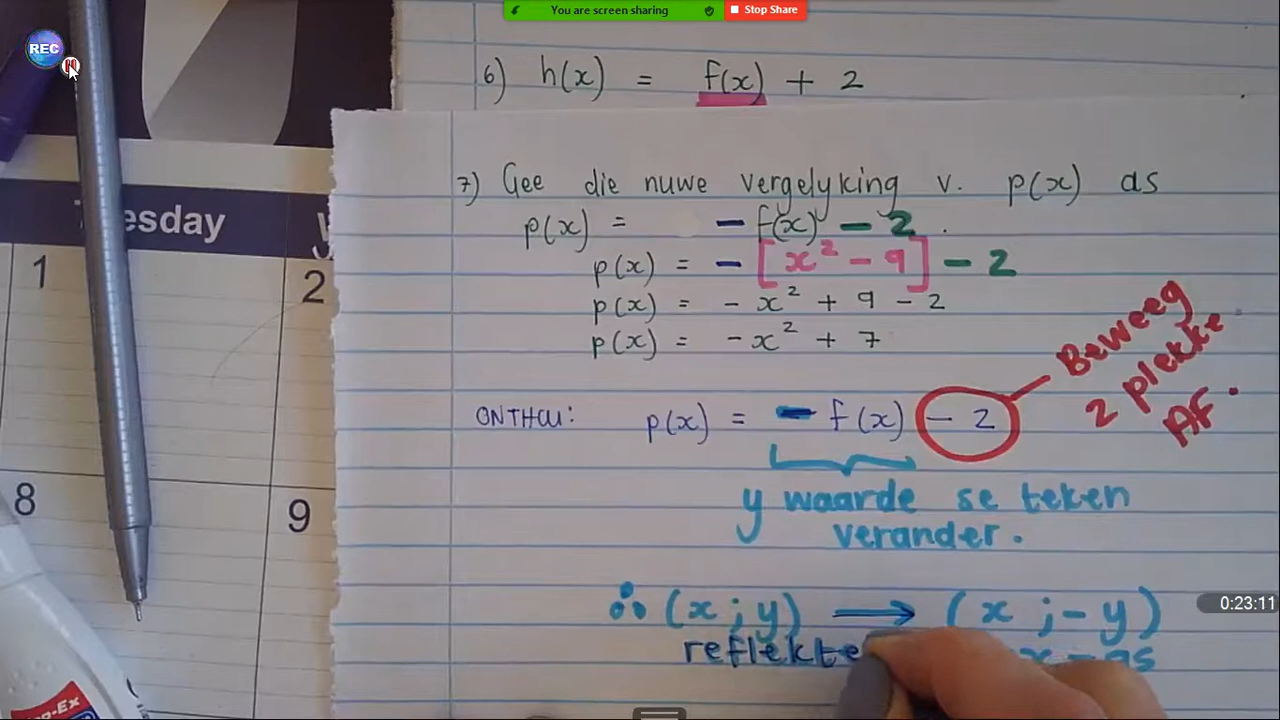 You are screen sharing Stop Share
REC
6) h(x) = f(x) + 2
7) Gee die nuwe vergelyking v. p(x) as
p(x) = - f(x) - 2 .
p(x) = - [x² - 9] - 2
p(x) = - x² + 9 - 2
p(x) = - x² + 7
ONTHOU: p(x) = - f(x) - 2
Beweeg
2 plekke
AF.
y waarde se teken
verander.
∴ (x ; y) → (x ; - y)
x - as
0:23:11
1
2
8
9